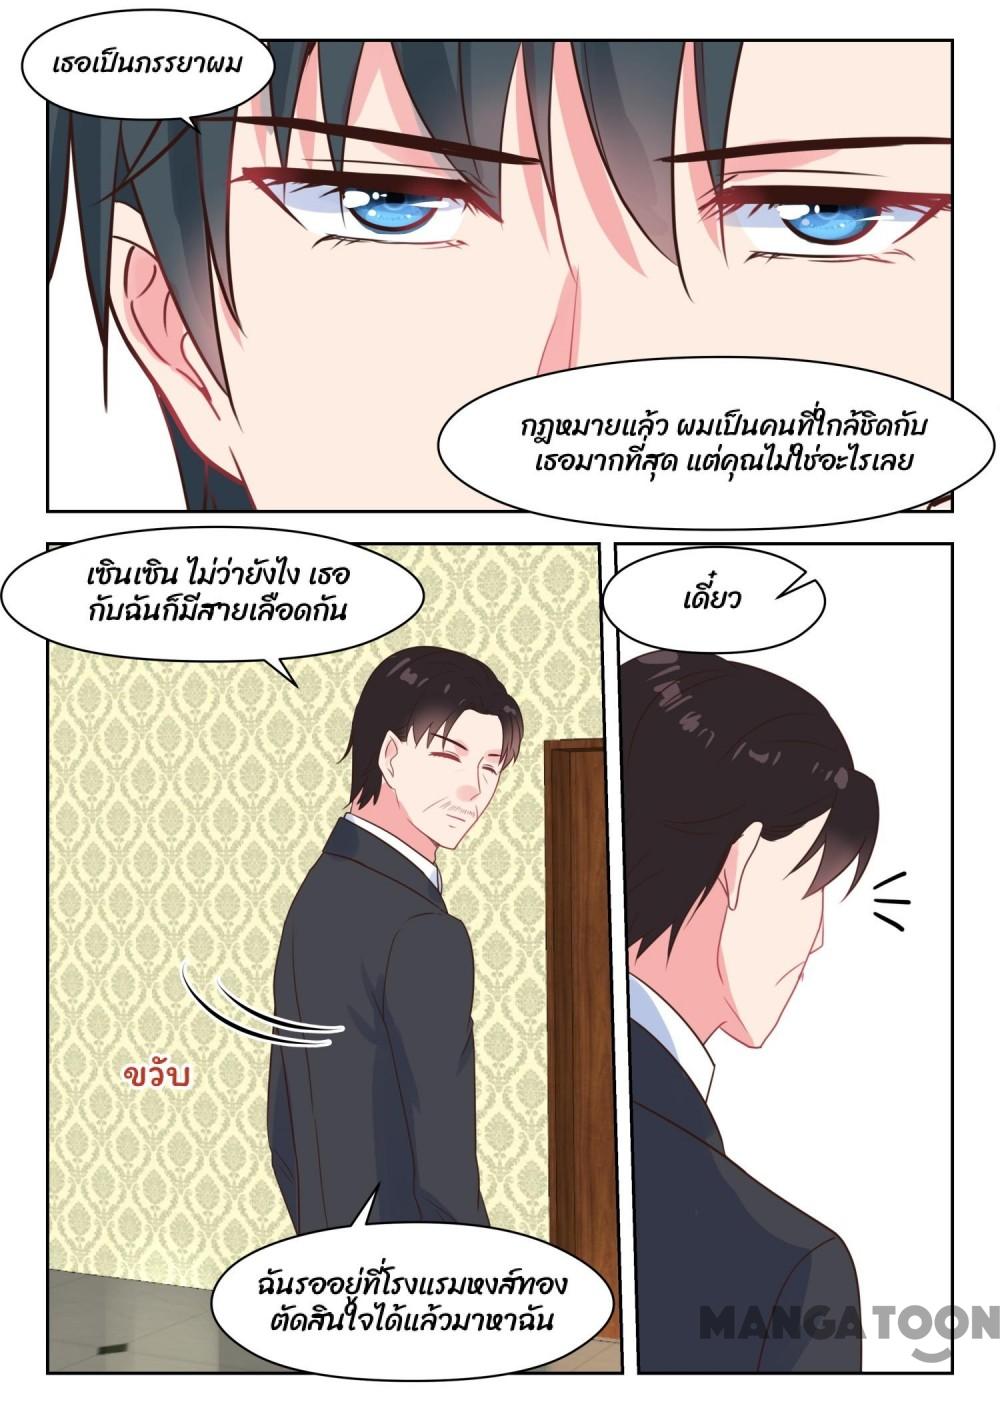 เธอเป็นภรรยาผม
กฎหมายแล้ว ผมเป็นคนที่ใกล้ชิดกับ
เธอมากที่สุด แต่คุณไม่ใช่อะไรเลย
เซินเซิน ไม่ว่ายังไง เธอ
กับฉันก็มีสายเลือดกัน
เดี๋ยว
ขวับ
ฉันรออยู่ที่โรงแรมหงส์ทอง
ตัดสินใจได้แล้วมาหาฉัน
MANGATOON